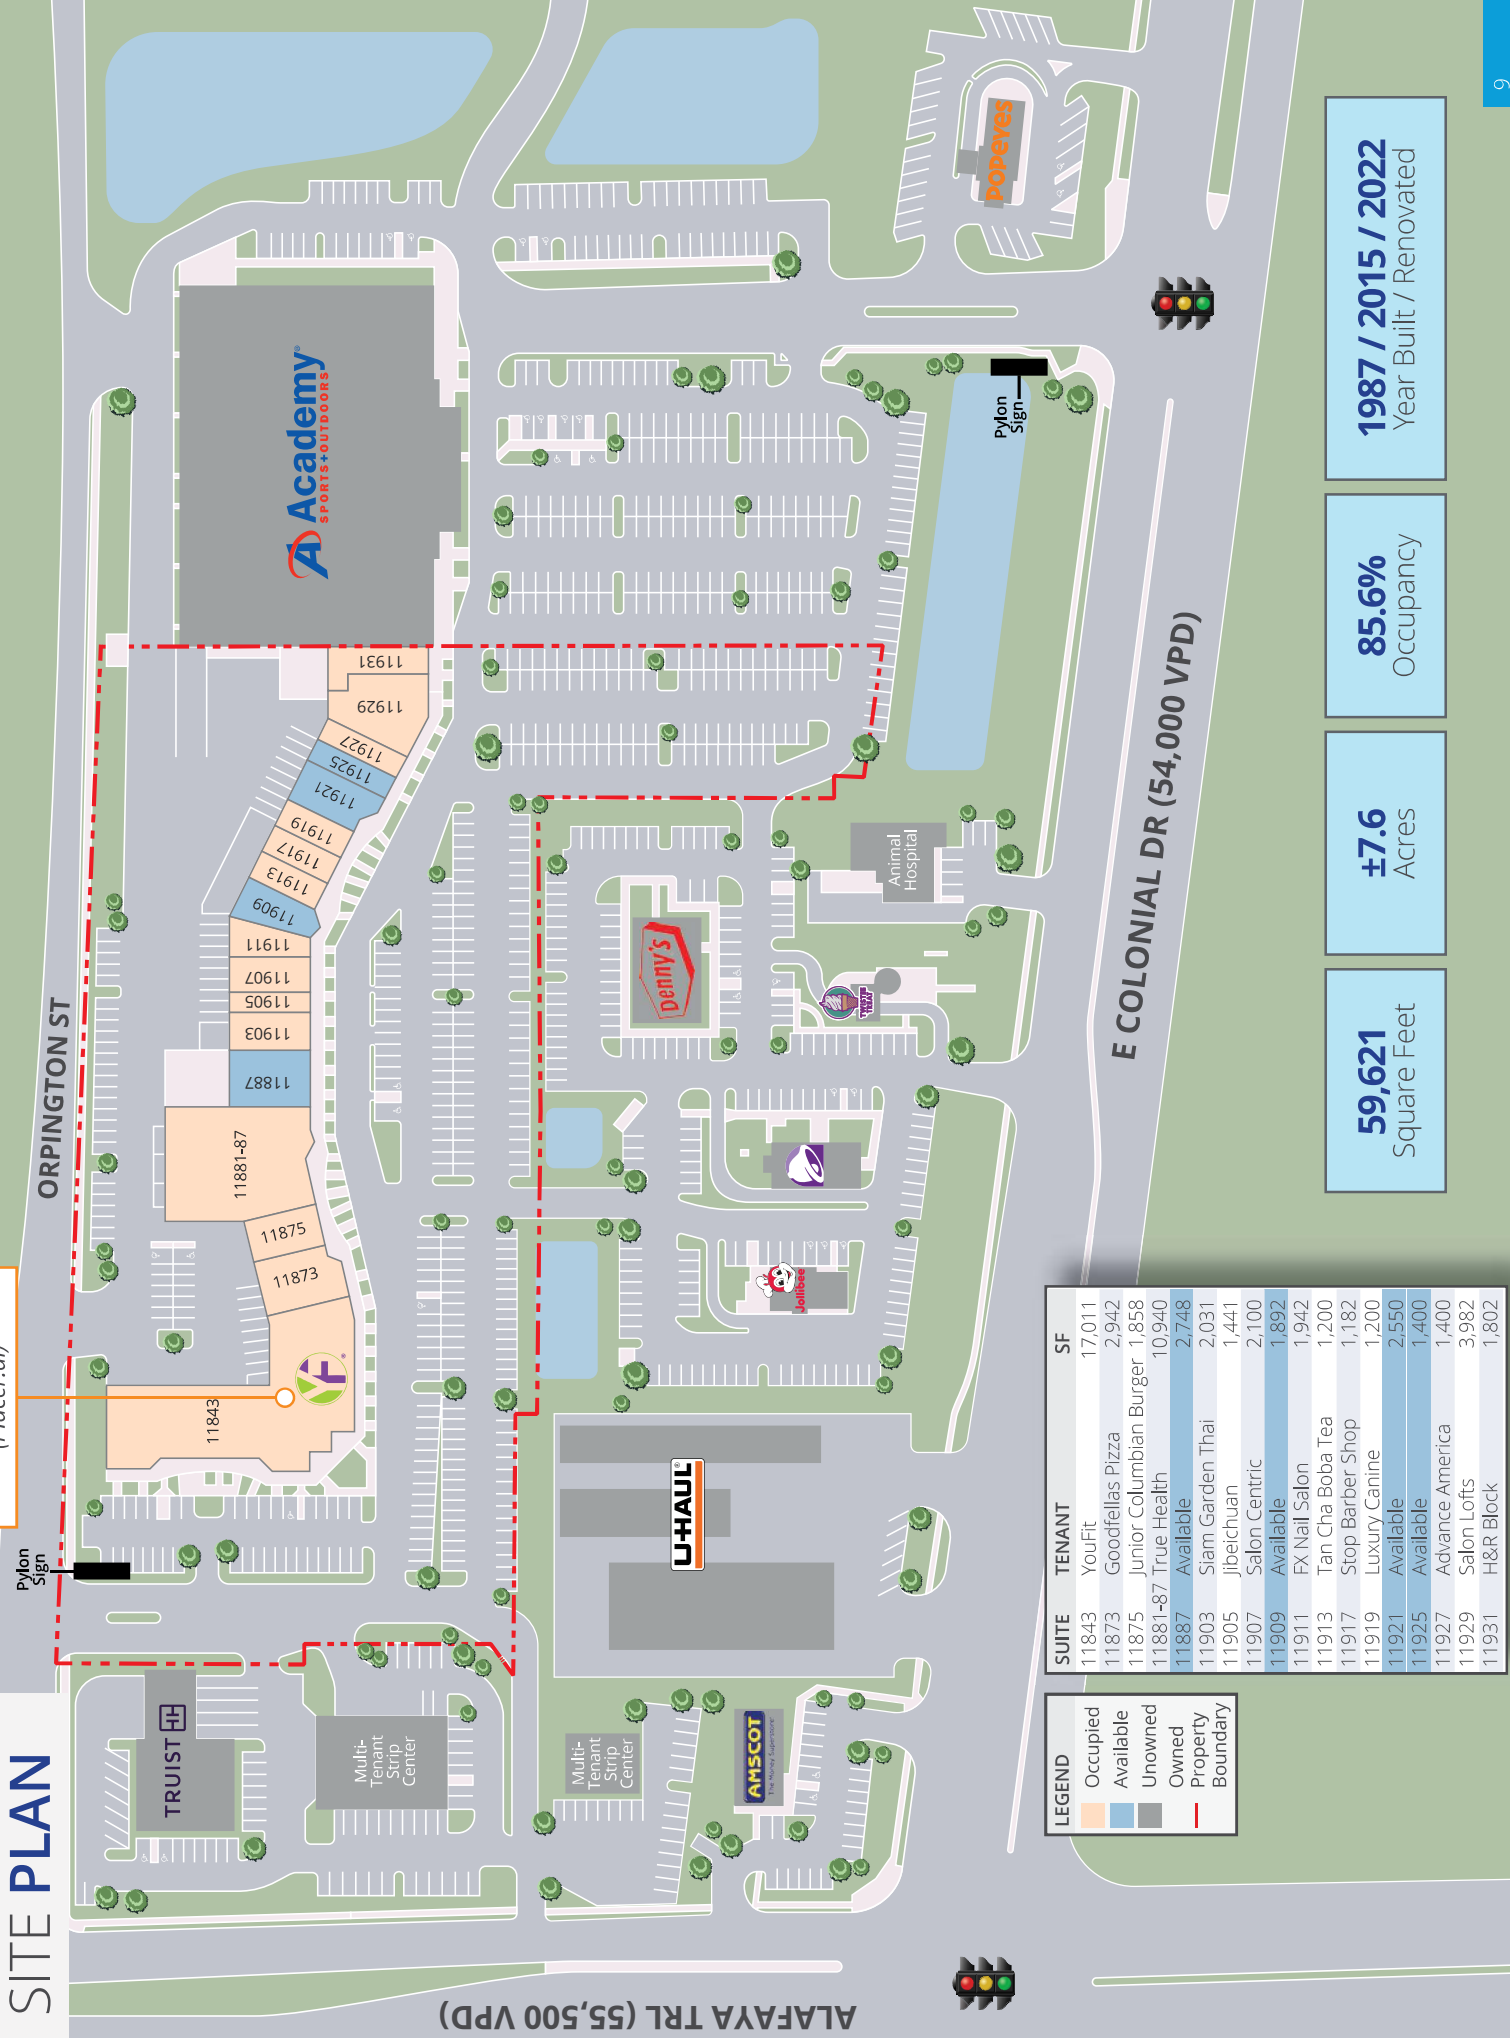 SITE PLAN
(Placer.ai)
ORPINGTON ST
Pylon
Sign
TRUIST
Multi-
Tenant
Strip
Center
Multi-
Tenant
Strip
Center
AMSCOT
The Money Superstore
U-HAUL
11843
YF
11873
11875
11881-87
11887
11903
11905
11907
11911
11909
11913
11917
11919
11921
11925
11927
11929
11931
Academy
SPORTS+OUTDOORS
Jollibee
Denny's
TWISTEE
TREAT
Animal
Hospital
Pylon
Sign
POPEYES
ALAFAYA TRL (55,500 VPD)
E COLONIAL DR (54,000 VPD)
LEGEND
Occupied
Available
Unowned
Owned
Property
Boundary
SUITE TENANT SF
11843 YouFit 17,011
11873 Goodfellas Pizza 2,942
11875 Junior Columbian Burger 1,858
11881-87 True Health 10,940
11887 Available 2,748
11903 Siam Garden Thai 2,031
11905 Jibeichuan 1,441
11907 Salon Centric 2,100
11909 Available 1,892
11911 FX Nail Salon 1,942
11913 Tan Cha Boba Tea 1,200
11917 Stop Barber Shop 1,182
11919 Luxury Canine 1,200
11921 Available 2,550
11925 Available 1,400
11927 Advance America 1,400
11929 Salon Lofts 3,982
11931 H&R Block 1,802
59,621
Square Feet
±7.6
Acres
85.6%
Occupancy
1987 / 2015 / 2022
Year Built / Renovated
9